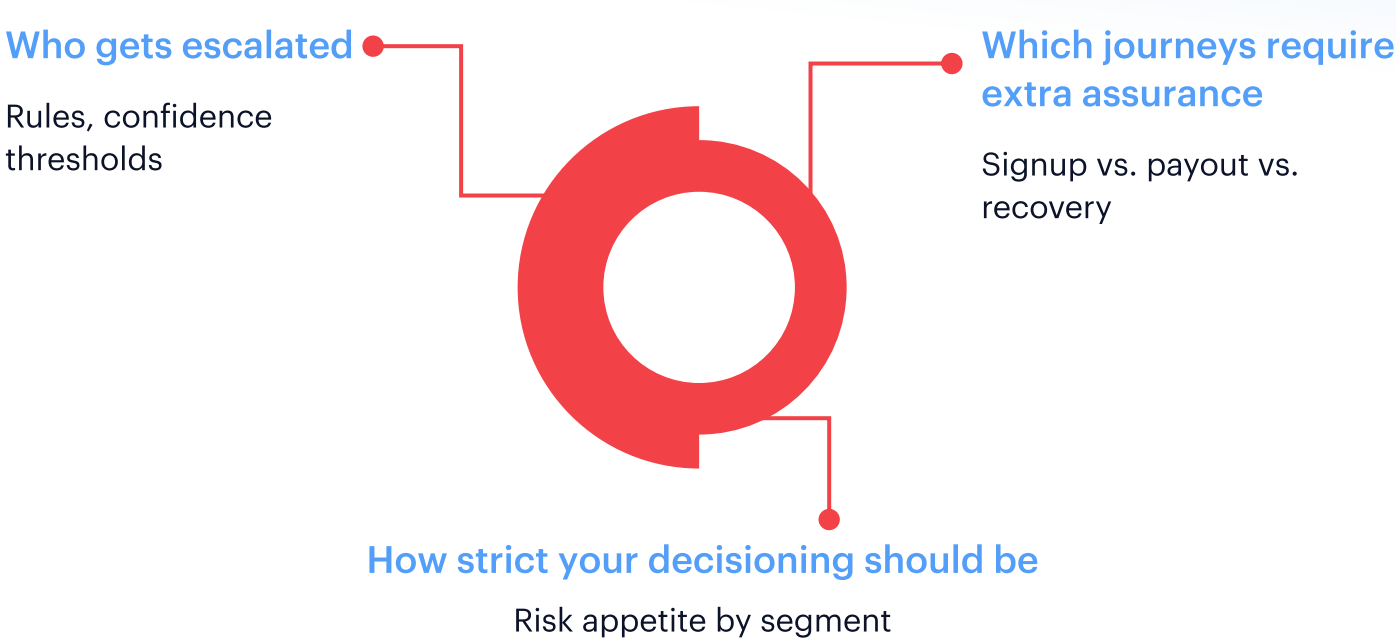 Who gets escalated
Rules, confidence
thresholds
Which journeys require
extra assurance
Signup vs. payout vs.
recovery
How strict your decisioning should be
Risk appetite by segment